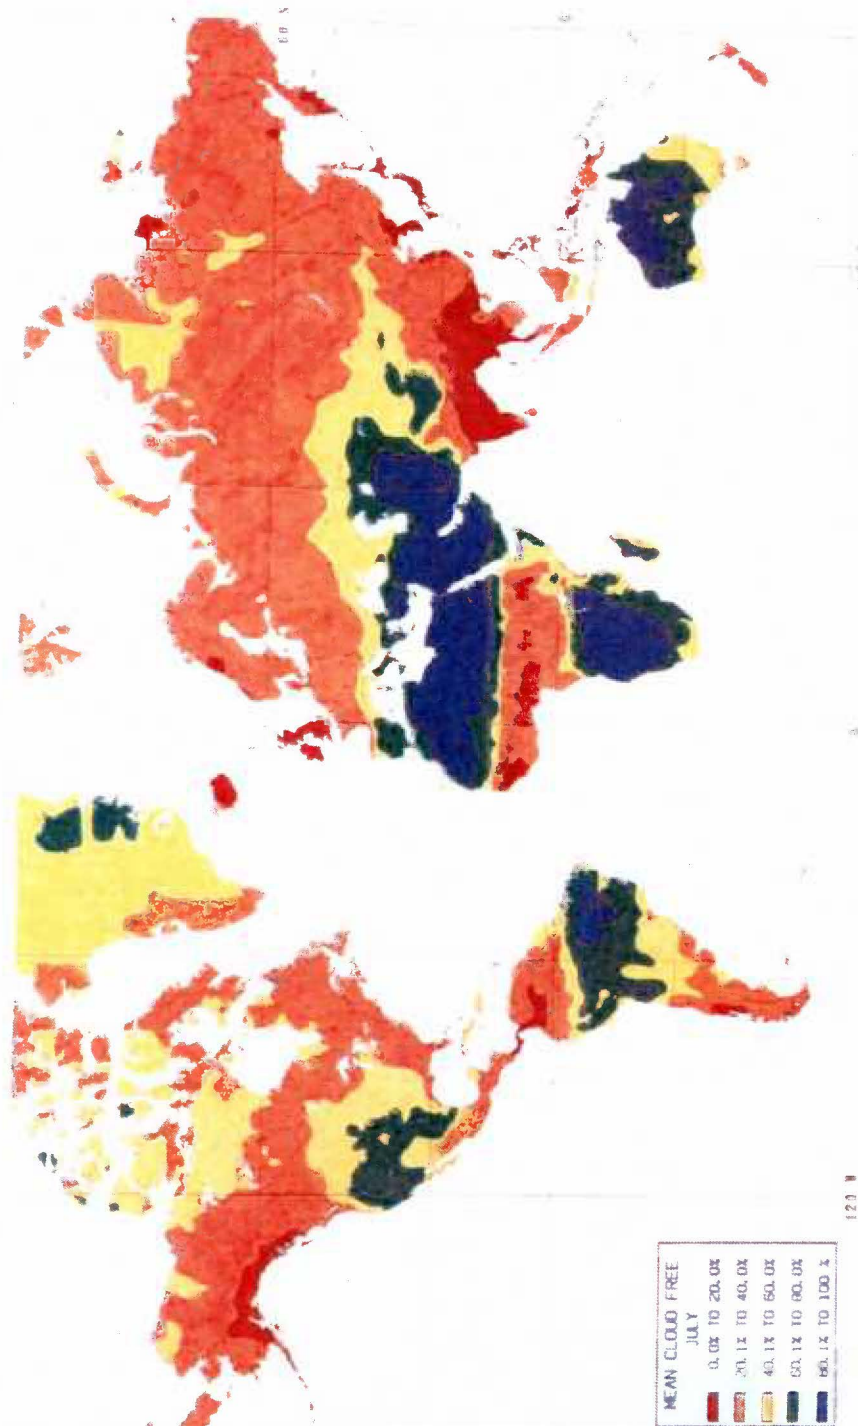 60 N
120 W
MEAN CLOUD FREE
JULY
0.0% TO 20.0%
20.1% TO 40.0%
40.1% TO 60.0%
60.1% TO 80.0%
80.1% TO 100 %